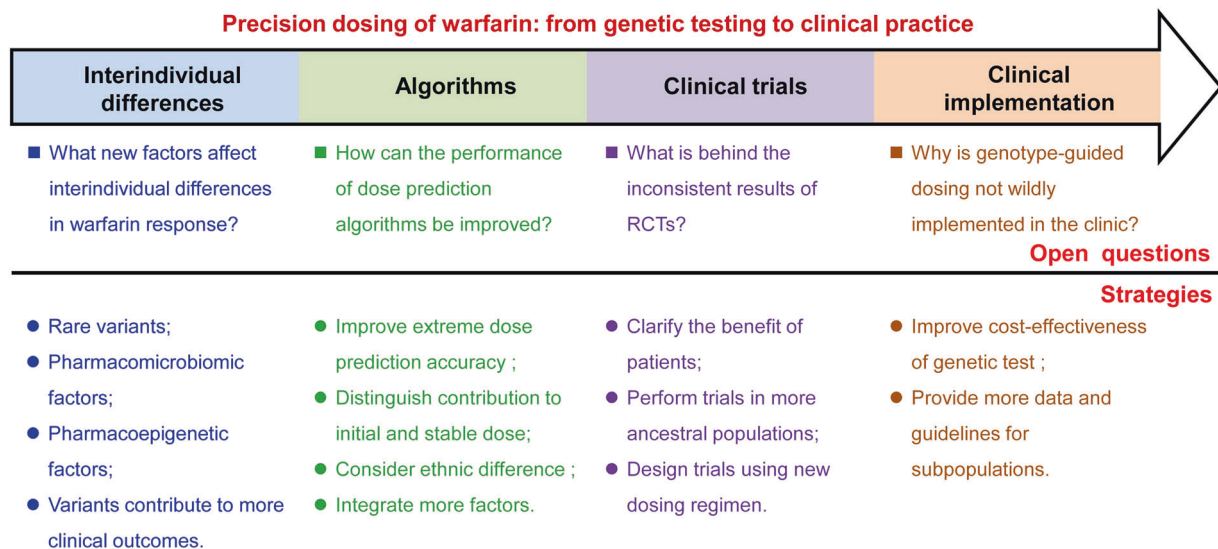 Precision dosing of warfarin: from genetic testing to clinical practice
Interindividual
differences
Algorithms
Clinical trials
Clinical
implementation
■ What new factors affect
interindividual differences
in warfarin response?
■ How can the performance
of dose prediction
algorithms be improved?
■ What is behind the
inconsistent results of
RCTs?
■ Why is genotype-guided
dosing not wildly
implemented in the clinic?
Open questions
Strategies
● Rare variants;
● Pharmacomicrobiomic
factors;
● Pharmacoepigenetic
factors;
● Variants contribute to more
clinical outcomes.
● Improve extreme dose
prediction accuracy ;
● Distinguish contribution to
initial and stable dose;
● Consider ethnic difference ;
● Integrate more factors.
● Clarify the benefit of
patients;
● Perform trials in more
ancestral populations;
● Design trials using new
dosing regimen.
● Improve cost-effectiveness
of genetic test ;
● Provide more data and
guidelines for
subpopulations.